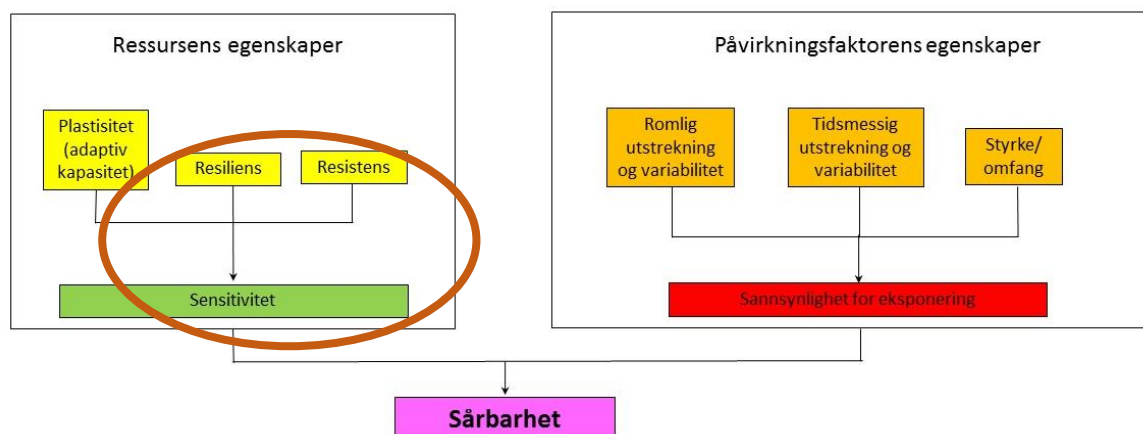 Ressursens egenskaper
Plastisitet
(adaptiv
kapasitet)
Resiliens
Resistens
Sensitivitet
Påvirkningsfaktorens egenskaper
Romlig
utstrekning
og variabilitet
Tidsmessig
utstrekning og
variabilitet
Styrke/
omfang
Sannsynlighet for eksponering
Sårbarhet